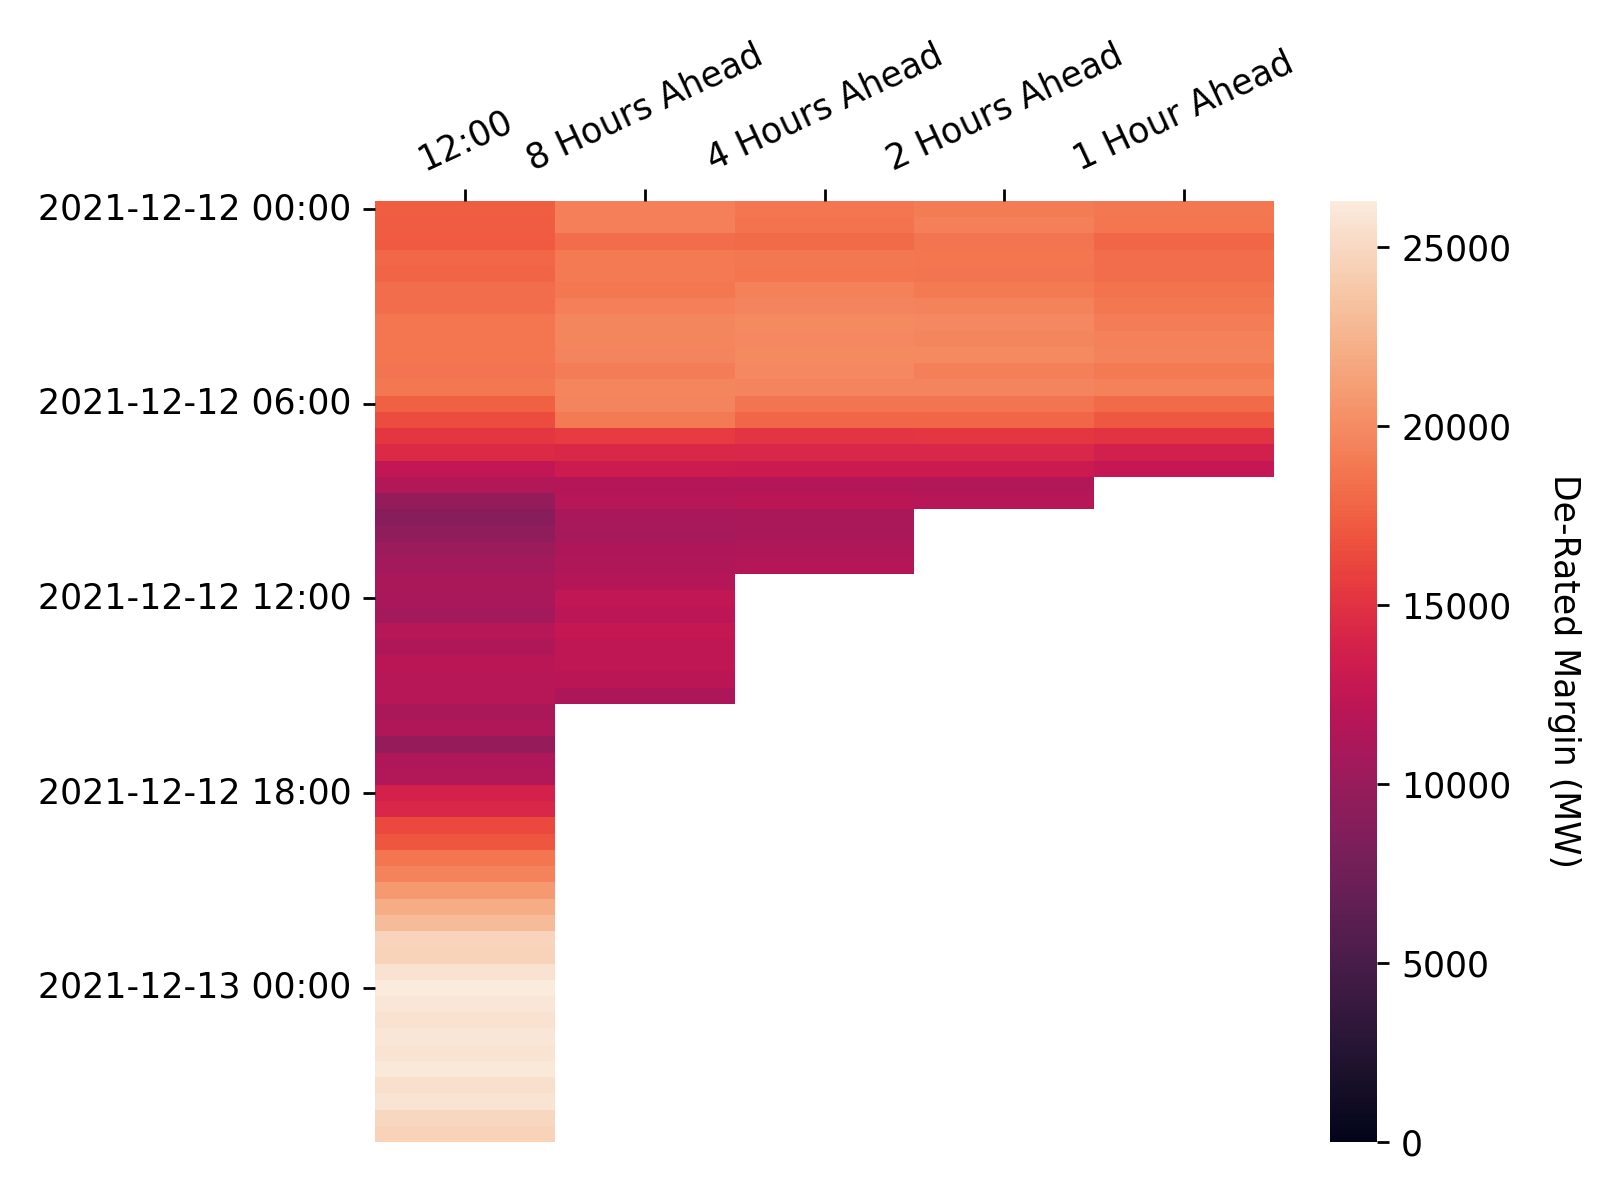 12:00
8 Hours Ahead
4 Hours Ahead
2 Hours Ahead
1 Hour Ahead
2021-12-12 00:00
2021-12-12 06:00
2021-12-12 12:00
2021-12-12 18:00
2021-12-13 00:00
25000
20000
15000
10000
5000
0
De-Rated Margin (MW)